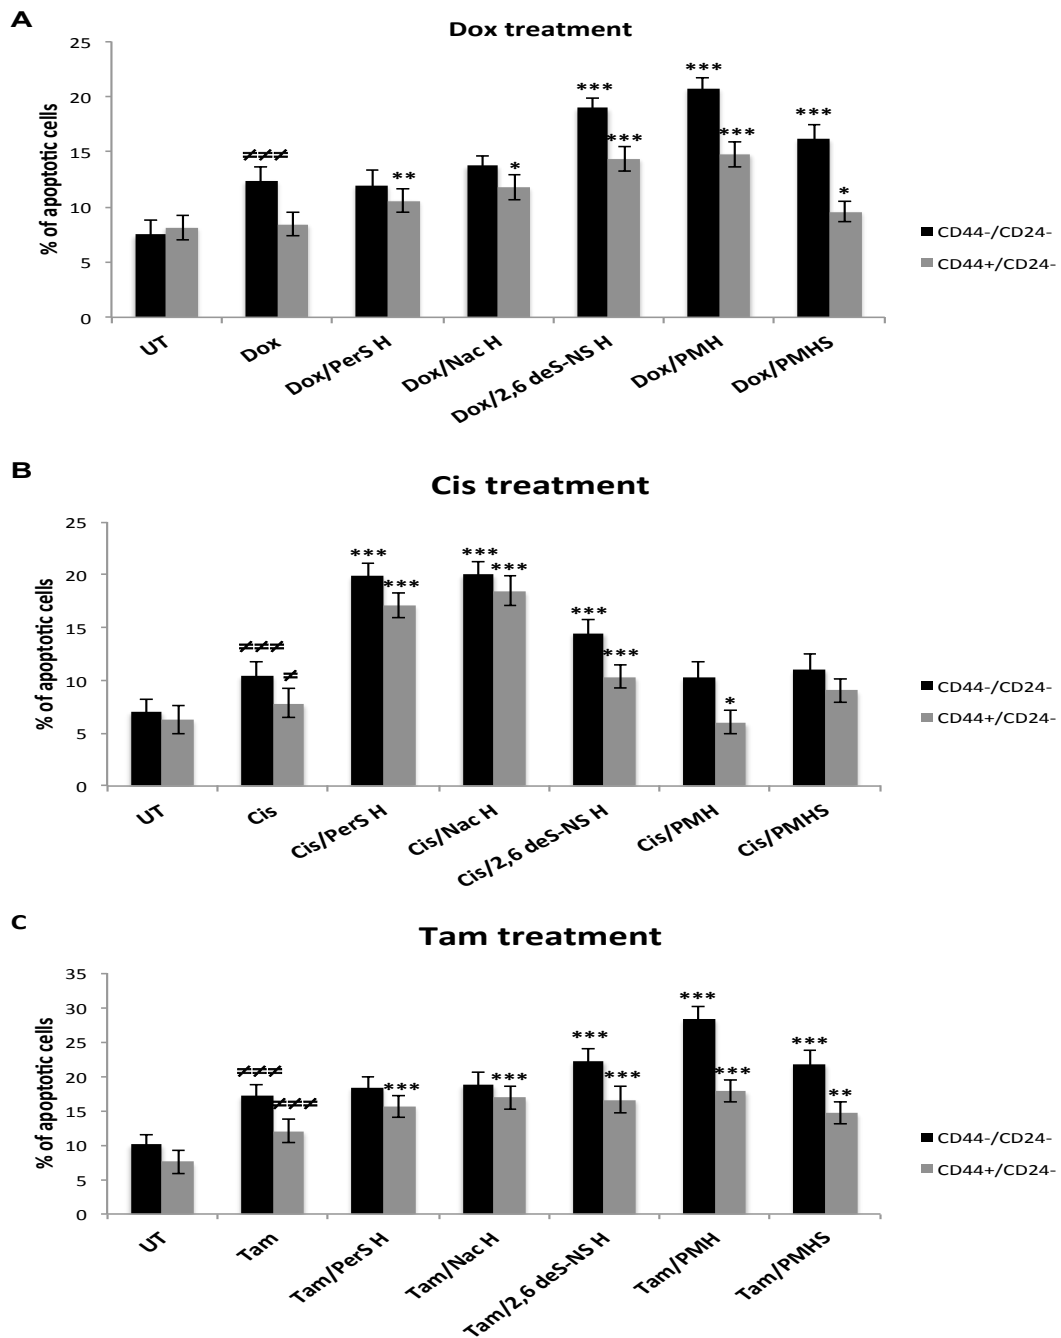 A
Dox treatment
% of apoptotic cells
25
20
15
10
5
0
≠≠≠
**
*
***
***
***
***
***
*
UT
Dox
Dox/PerS H
Dox/Nac H
Dox/2,6 deS-NS H
Dox/PMH
Dox/PMHS
CD44-/CD24-
CD44+/CD24-
B
Cis treatment
% of apoptotic cells
25
20
15
10
5
0
≠≠≠
≠
***
***
***
***
***
***
*
UT
Cis
Cis/PerS H
Cis/Nac H
Cis/2,6 deS-NS H
Cis/PMH
Cis/PMHS
CD44-/CD24-
CD44+/CD24-
C
Tam treatment
% of apoptotic cells
35
30
25
20
15
10
5
0
≠≠≠
≠≠≠
***
***
***
***
***
***
***
**
UT
Tam
Tam/PerS H
Tam/Nac H
Tam/2,6 deS-NS H
Tam/PMH
Tam/PMHS
CD44-/CD24-
CD44+/CD24-